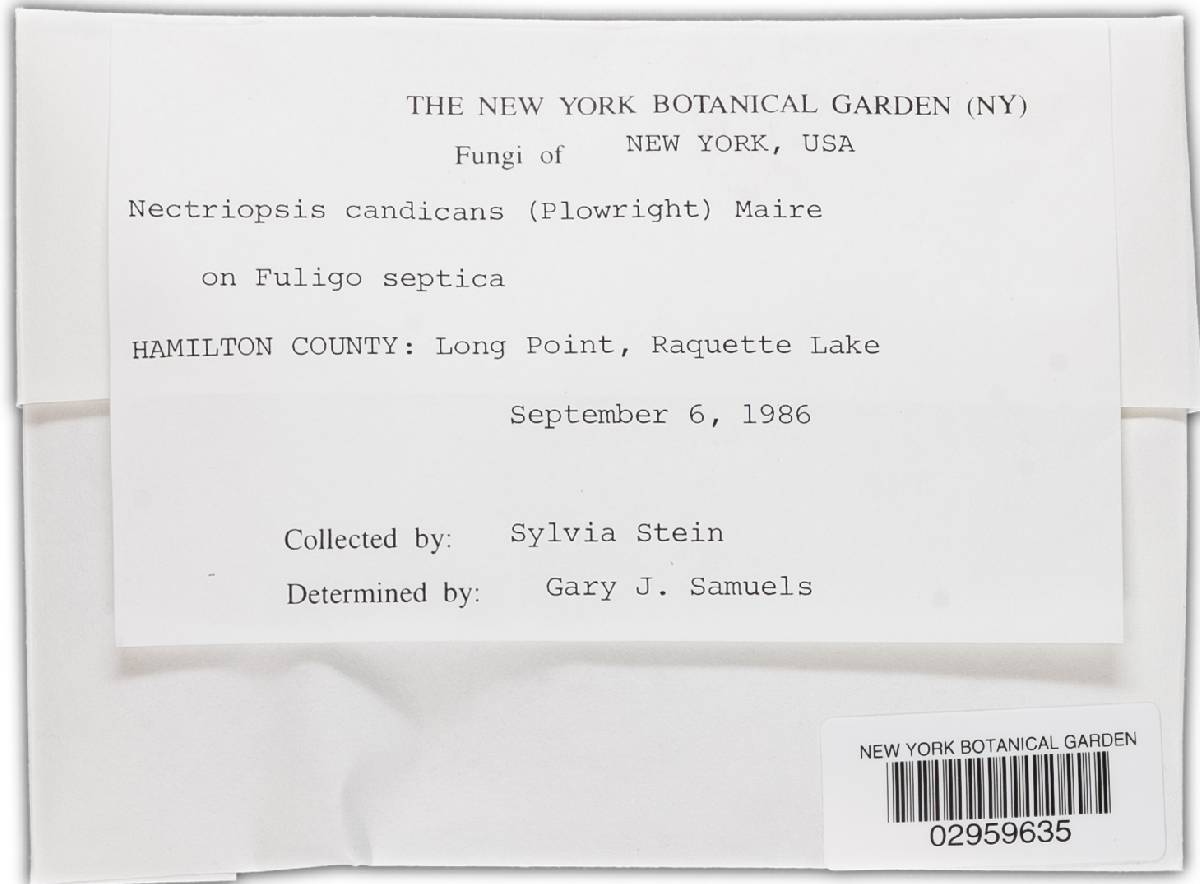 THE NEW YORK BOTANICAL GARDEN (NY)
Fungi of NEW YORK, USA
Nectriopsis candicans (Plowright) Maire
on Fuligo septica
HAMILTON COUNTY: Long Point, Raquette Lake
September 6, 1986
Collected by: Sylvia Stein
Determined by: Gary J. Samuels
NEW YORK BOTANICAL GARDEN
02959635